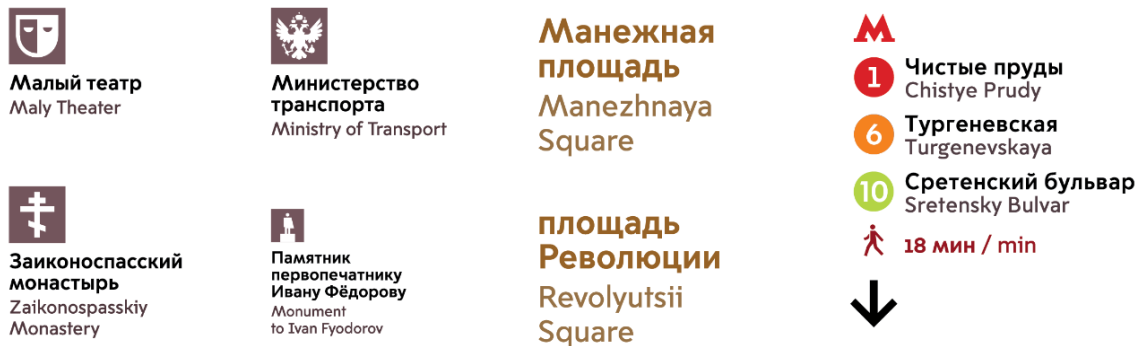 Малый театр
Maly Theater
Министерство
транспорта
Ministry of Transport
Заиконоспасский
монастырь
Zaikonospasskiy
Monastery
Памятник
первопечатнику
Ивану Фёдорову
Monument
to Ivan Fyodorov
Манежная
площадь
Manezhnaya
Square
площадь
Революции
Revolyutsii
Square
М
1 Чистые пруды
Chistye Prudy
6 Тургеневская
Turgenevskaya
10 Сретенский бульвар
Sretensky Bulvar
18 мин / min